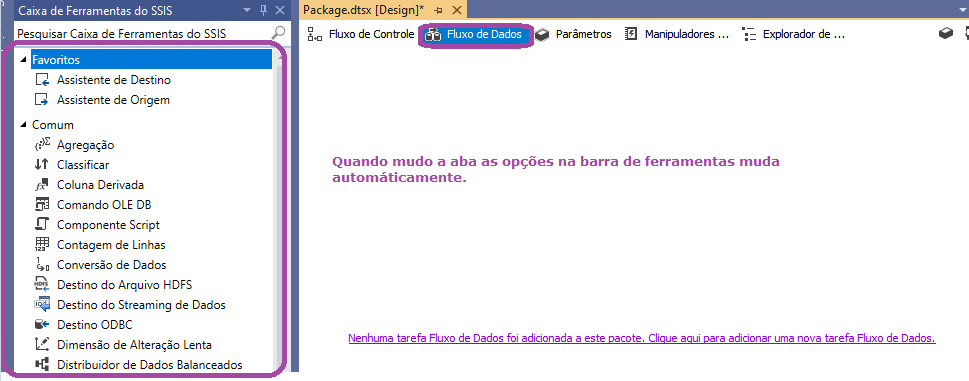 Caixa de Ferramentas do SSIS
Pesquisar Caixa de Ferramentas do SSIS
Favoritos
Assistente de Destino
Assistente de Origem
Comum
Agregação
Classificar
Coluna Derivada
Comando OLE DB
Componente Script
Contagem de Linhas
Conversão de Dados
Destino do Arquivo HDFS
Destino do Streaming de Dados
Destino ODBC
Dimensão de Alteração Lenta
Distribuidor de Dados Balanceados
Package.dtsx [Design]*
Fluxo de Controle
Fluxo de Dados
Parâmetros
Manipuladores ...
Explorador de ...
Quando mudo a aba as opções na barra de ferramentas muda
automáticamente.
Nenhuma tarefa Fluxo de Dados foi adicionada a este pacote. Clique aqui para adicionar uma nova tarefa Fluxo de Dados.